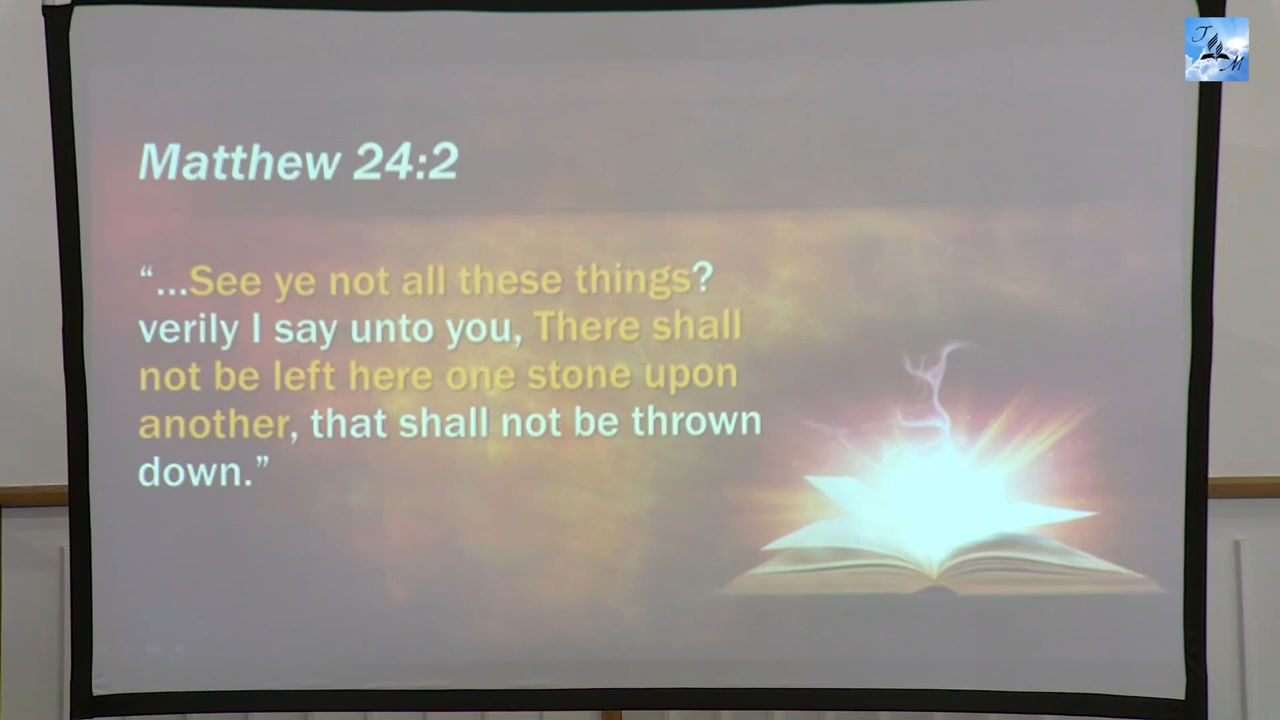 Matthew 24:2
“...See ye not all these things?
verily I say unto you, There shall
not be left here one stone upon
another, that shall not be thrown
down.”
J
M